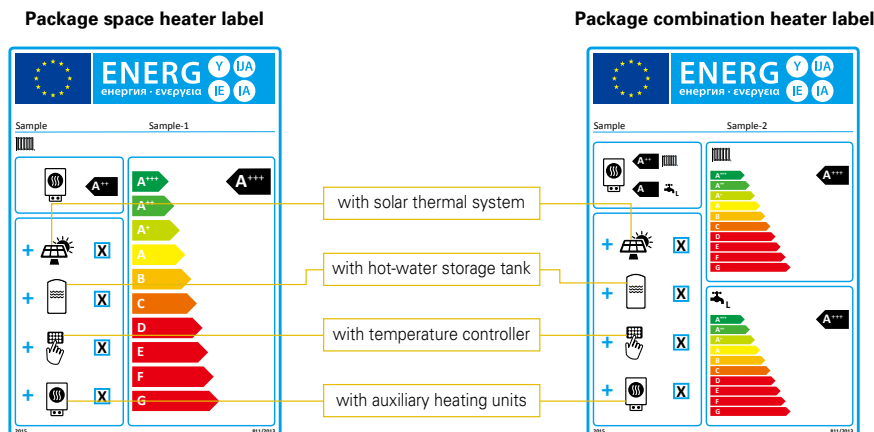 Package space heater label
ENERG Y IJA
енергия · ενεργεια IE IA
Sample Sample-1
A++
A+++
A+++
A++
A+
A
B
C
D
E
F
G
+ X
+ X
+ X
+ X
2015 811/2013
with solar thermal system
with hot-water storage tank
with temperature controller
with auxiliary heating units
Package combination heater label
ENERG Y IJA
енергия · ενεργεια IE IA
Sample Sample-2
A++
A L
+ X
+ X
+ X
+ X
A+++
A+++
A++
A+
A
B
C
D
E
F
G
L
A+++
A+++
A++
A+
A
B
C
D
E
F
G
2015 811/2013